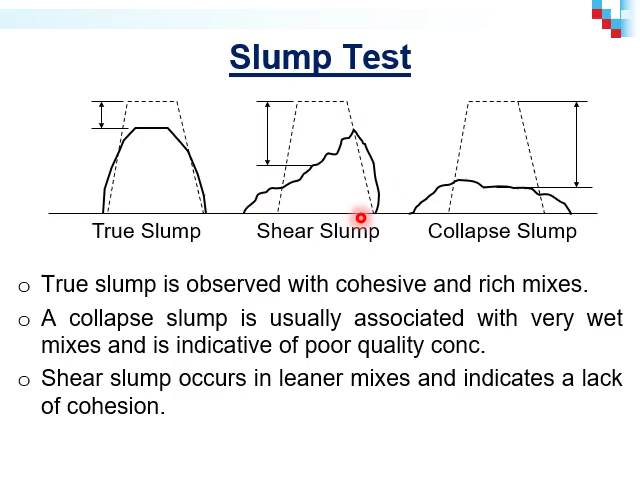 Slump Test
True Slump
Shear Slump
Collapse Slump
o True slump is observed with cohesive and rich mixes.
o A collapse slump is usually associated with very wet
mixes and is indicative of poor quality conc.
o Shear slump occurs in leaner mixes and indicates a lack
of cohesion.